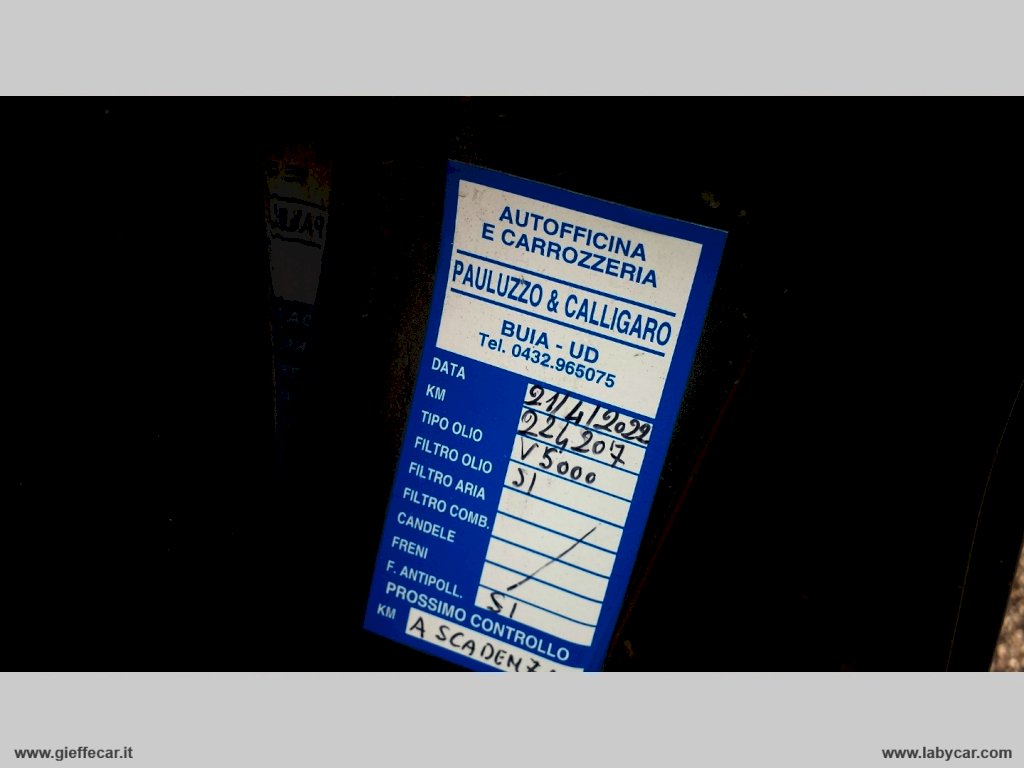 AUTOFFICINA
E CARROZZERIA
PAULUZZO & CALLIGARO
BUIA - UD
Tel. 0432.965075
DATA 21/4/2022
KM 224207
TIPO OLIO V5000
FILTRO OLIO SI
FILTRO ARIA
FILTRO COMB.
CANDELE
FRENI
F. ANTIPOLL. SI
PROSSIMO CONTROLLO
KM A SCADENZA
www.gieffecar.it
www.labycar.com